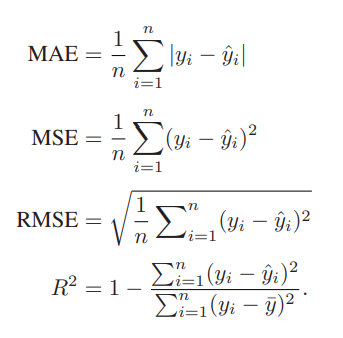 MAE = \frac{1}{n} \sum_{i=1}^{n} |y_i - \hat{y}_i|
MSE = \frac{1}{n} \sum_{i=1}^{n} (y_i - \hat{y}_i)^2
RMSE = \sqrt{\frac{1}{n} \sum_{i=1}^{n} (y_i - \hat{y}_i)^2}
R^2 = 1 - \frac{\sum_{i=1}^{n} (y_i - \hat{y}_i)^2}{\sum_{i=1}^{n} (y_i - \bar{y})^2}.